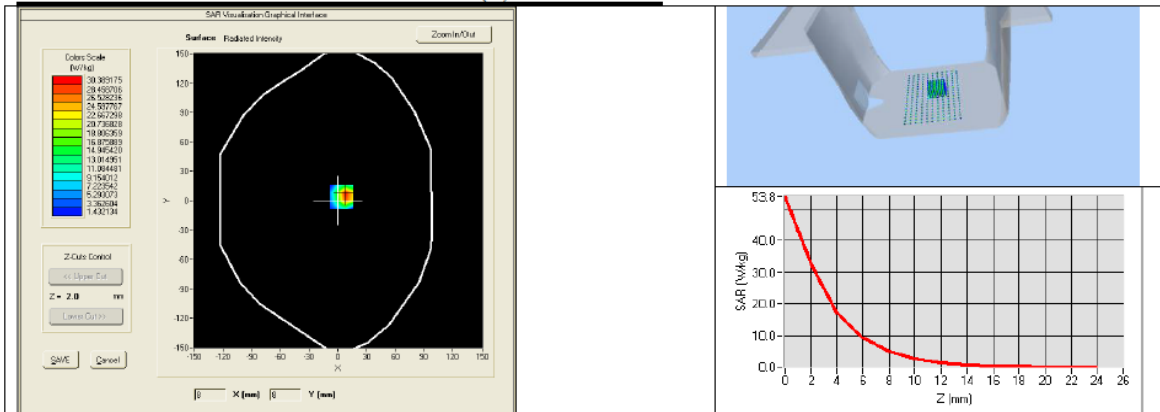 SAR Visualisation Graphical Interface
Surface Radiated Intensity
Zoom In/Out
Colors Scale
(W/kg)
30.389175
28.458706
26.528236
24.597767
22.667298
20.736828
18.806359
16.875889
14.945420
13.014951
11.084481
9.154012
7.223542
5.293073
3.362604
1.432134
Z-Cuts Control
<< Upper Cut
Z = 2.0 mm
Lower Cut >>
SAVE Cancel
150-
120-
90-
60-
30-
0-
-30-
-60-
-90-
-120-
-150-
Y
-150 -120 -90 -60 -30 0 30 60 90 120 150
X
X (mm) 8 Y (mm)
53.8-
40.0-
30.0-
20.0-
10.0-
0.0-
SAR (W/kg)
0 2 4 6 8 10 12 14 16 18 20 22 24 26
Z (mm)